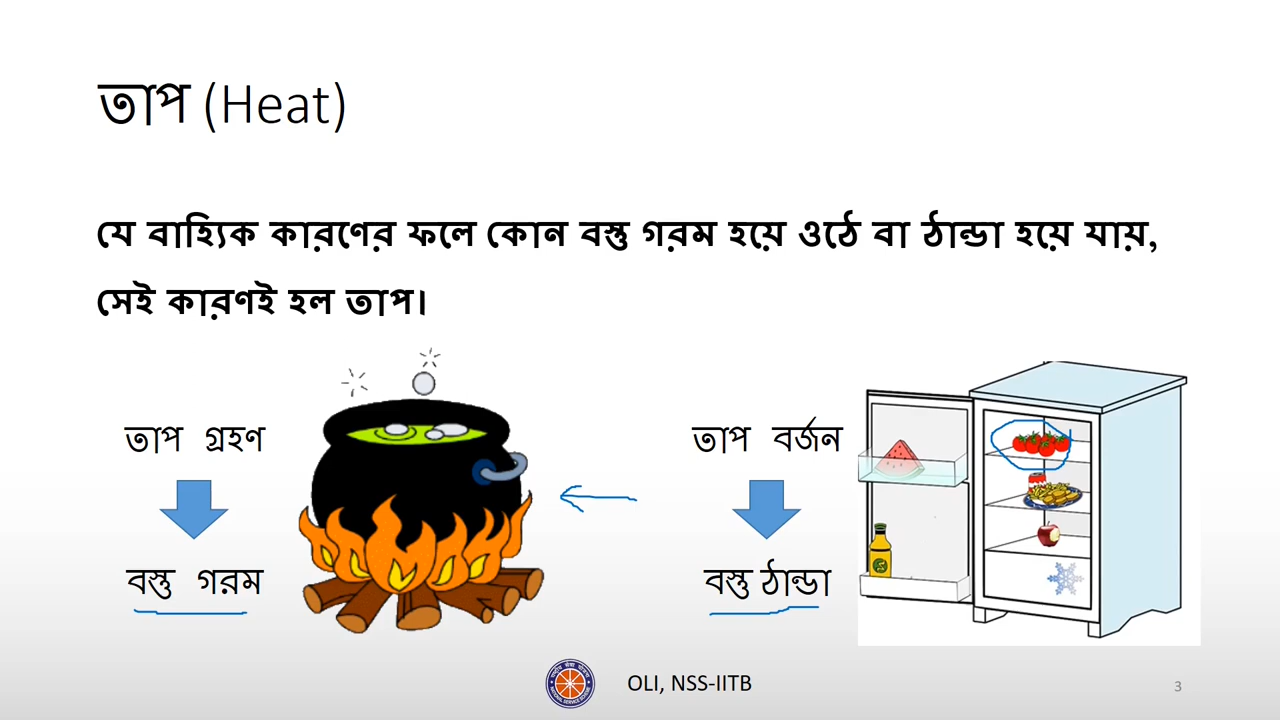 তাপ (Heat)
যে বাহ্যিক কারণের ফলে কোন বস্তু গরম হয়ে ওঠে বা ঠান্ডা হয়ে যায়,
সেই কারণই হল তাপ।
তাপ গ্রহণ
বস্তু গরম
তাপ বর্জন
বস্তু ঠান্ডা
OLI, NSS-IITB
3